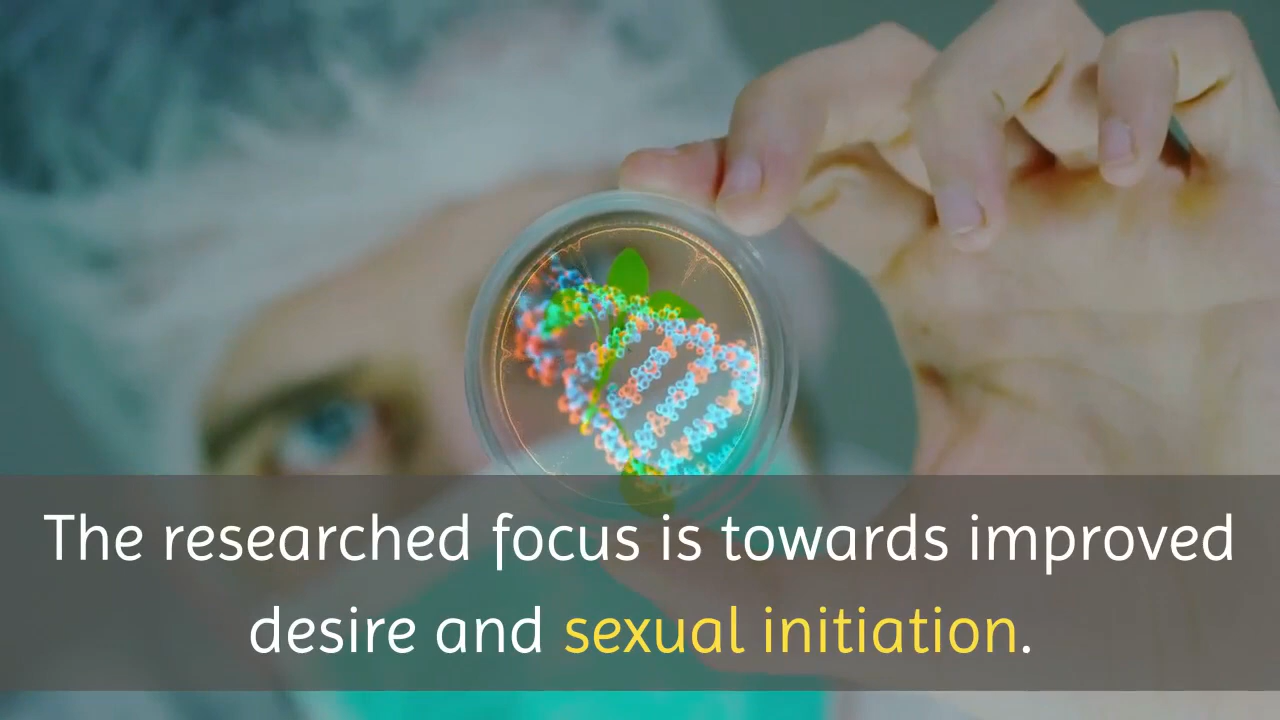 The researched focus is towards improved
desire and sexual initiation.